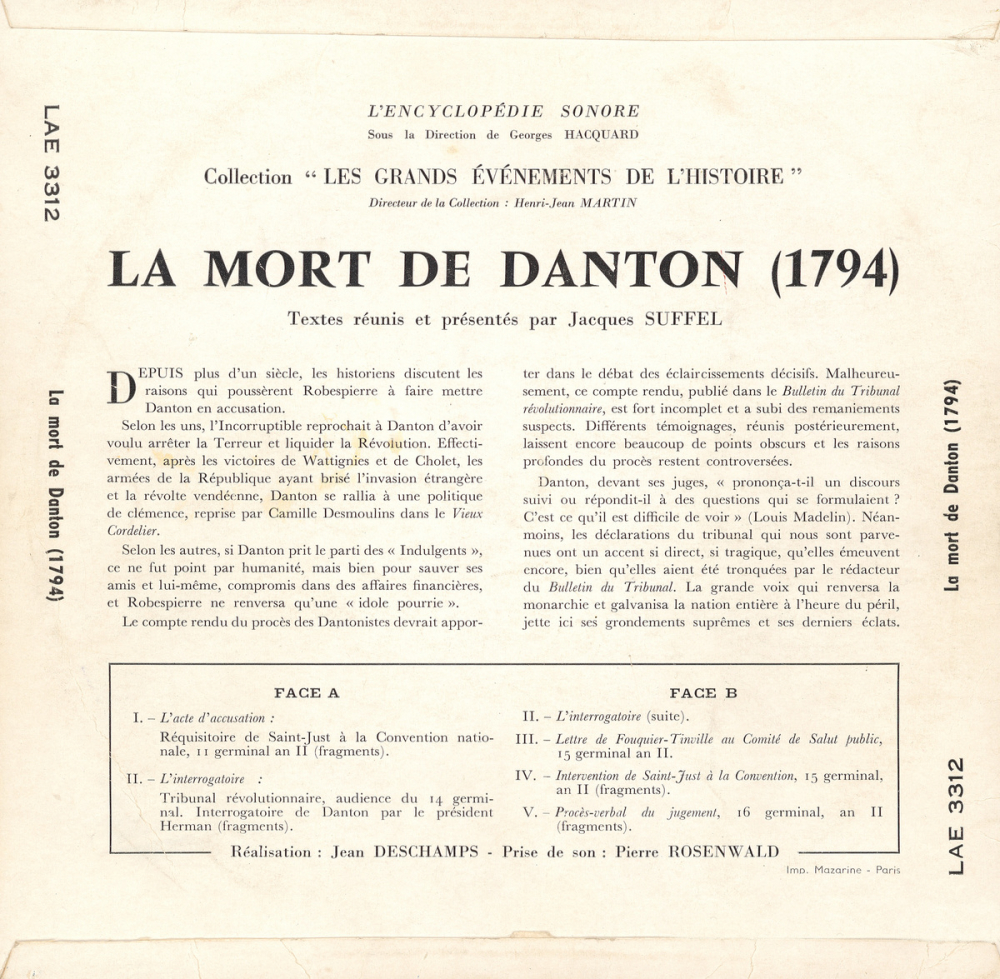 L'ENCYCLOPÉDIE SONORE
Sous la Direction de Georges HACQUARD
Collection “ LES GRANDS ÉVÉNEMENTS DE L'HISTOIRE ”
Directeur de la Collection : Henri-Jean MARTIN
LA MORT DE DANTON (1794)
Textes réunis et présentés par Jacques SUFFEL
DEPUIS plus d'un siècle, les historiens discutent les
raisons qui poussèrent Robespierre à faire mettre
Danton en accusation.
Selon les uns, l'Incorruptible reprochait à Danton d'avoir
voulu arrêter la Terreur et liquider la Révolution. Effecti-
vement, après les victoires de Wattignies et de Cholet, les
armées de la République ayant brisé l'invasion étrangère
et la révolte vendéenne, Danton se rallia à une politique
de clémence, reprise par Camille Desmoulins dans le Vieux
Cordelier.
Selon les autres, si Danton prit le parti des « Indulgents »,
ce ne fut point par humanité, mais bien pour sauver ses
amis et lui-même, compromis dans des affaires financières,
et Robespierre ne renversa qu'une « idole pourrie ».
Le compte rendu du procès des Dantonistes devrait appor-
ter dans le débat des éclaircissements décisifs. Malheureu-
sement, ce compte rendu, publié dans le Bulletin du Tribunal
révolutionnaire, est fort incomplet et a subi des remaniements
suspects. Différents témoignages, réunis postérieurement,
laissent encore beaucoup de points obscurs et les raisons
profondes du procès restent controversées.
Danton, devant ses juges, « prononça-t-il un discours
suivi ou répondit-il à des questions qui se formulaient ?
C'est ce qu'il est difficile de voir » (Louis Madelin). Néan-
moins, les déclarations du tribunal qui nous sont parve-
nues ont un accent si direct, si tragique, qu'elles émeuvent
encore, bien qu'elles aient été tronquées par le rédacteur
du Bulletin du Tribunal. La grande voix qui renversa la
monarchie et galvanisa la nation entière à l'heure du péril,
jette ici ses grondements suprêmes et ses derniers éclats.
FACE A
I. – L'acte d'accusation :
Réquisitoire de Saint-Just à la Convention natio-
nale, 11 germinal an II (fragments).
II. – L'interrogatoire :
Tribunal révolutionnaire, audience du 14 germi-
nal. Interrogatoire de Danton par le président
Herman (fragments).
FACE B
II. – L'interrogatoire (suite).
III. – Lettre de Fouquier-Tinville au Comité de Salut public,
15 germinal an II.
IV. – Intervention de Saint-Just à la Convention, 15 germinal,
an II (fragments).
V. – Procès-verbal du jugement, 16 germinal, an II
(fragments).
Réalisation : Jean DESCHAMPS - Prise de son : Pierre ROSENWALD
Imp. Mazarine - Paris
LAE 3312
La mort de Danton (1794)
La mort de Danton (1794)
LAE 3312